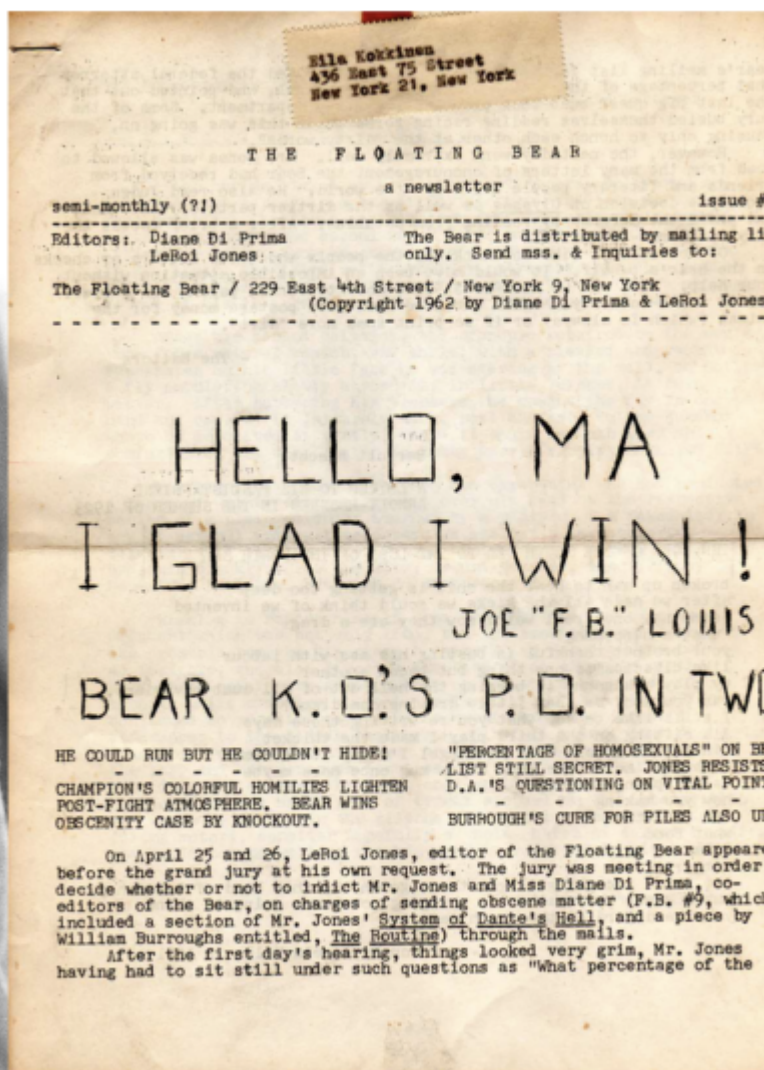 Eila Kokkinen
436 East 75 Street
New York 21, New York
THE FLOATING BEAR
a newsletter
semi-monthly (?!) issue #
Editors: Diane Di Prima The Bear is distributed by mailing li
LeRoi Jones only. Send mss. & Inquiries to:
The Floating Bear / 229 East 4th Street / New York 9, New York
(Copyright 1962 by Diane Di Prima & LeRoi Jones
HELLO, MA
I GLAD I WIN!
JOE "F.B." LOUIS
BEAR K.O.'S P.O. IN TWO
HE COULD RUN BUT HE COULDN'T HIDE!
CHAMPION'S COLORFUL HOMILIES LIGHTEN
POST-FIGHT ATMOSPHERE. BEAR WINS
OBSCENITY CASE BY KNOCKOUT.
"PERCENTAGE OF HOMOSEXUALS" ON BE
LIST STILL SECRET. JONES RESISTS
D.A.'S QUESTIONING ON VITAL POINT
BURROUGH'S CURE FOR PILES ALSO U
On April 25 and 26, LeRoi Jones, editor of the Floating Bear appeare
before the grand jury at his own request. The jury was meeting in order
decide whether or not to indict Mr. Jones and Miss Diane Di Prima, co-
editors of the Bear, on charges of sending obscene matter (F.B. #9, which
included a section of Mr. Jones' System of Dante's Hell, and a piece by
William Burroughs entitled, The Routine) through the mails.
After the first day's hearing, things looked very grim, Mr. Jones
having had to sit still under such questions as "What percentage of the